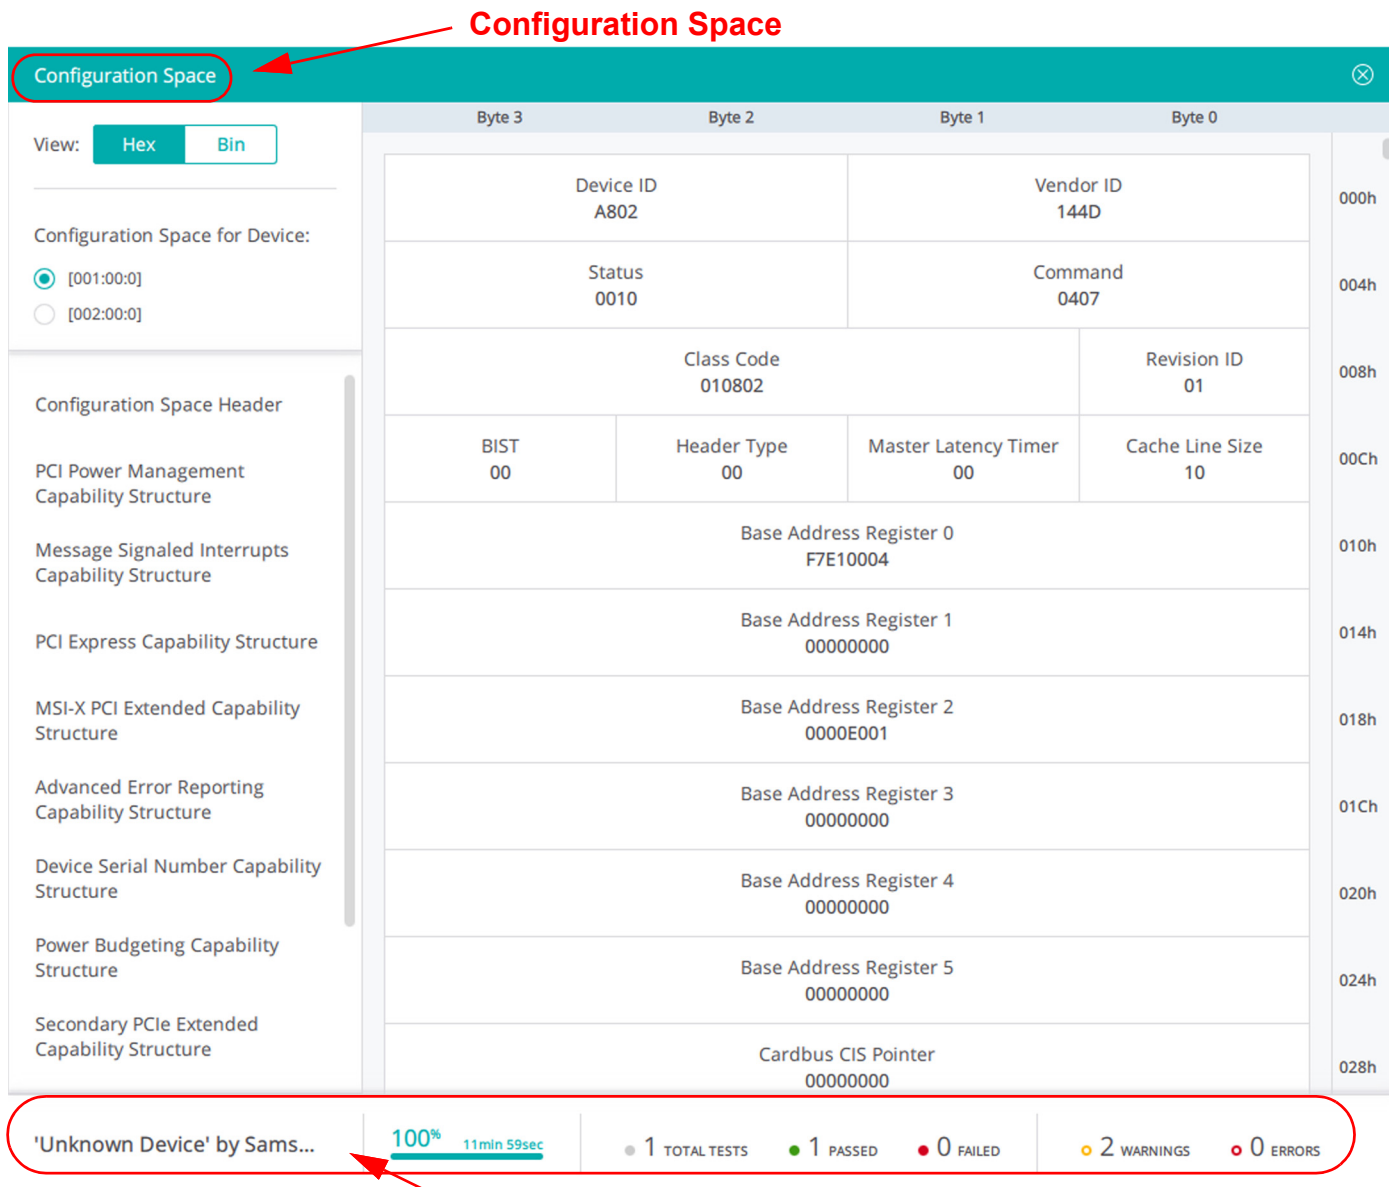 Configuration Space
Configuration Space
View: Hex Bin
Configuration Space for Device:
[001:00:0]
[002:00:0]
Configuration Space Header
PCI Power Management
Capability Structure
Message Signaled Interrupts
Capability Structure
PCI Express Capability Structure
MSI-X PCI Extended Capability
Structure
Advanced Error Reporting
Capability Structure
Device Serial Number Capability
Structure
Power Budgeting Capability
Structure
Secondary PCIe Extended
Capability Structure
Byte 3 Byte 2 Byte 1 Byte 0
Device ID Vendor ID
A802 144D
000h
Status Command
0010 0407
004h
Class Code Revision ID
010802 01
008h
BIST Header Type Master Latency Timer Cache Line Size
00 00 00 10
00Ch
Base Address Register 0
F7E10004
010h
Base Address Register 1
00000000
014h
Base Address Register 2
0000E001
018h
Base Address Register 3
00000000
01Ch
Base Address Register 4
00000000
020h
Base Address Register 5
00000000
024h
Cardbus CIS Pointer
00000000
028h
'Unknown Device' by Sams... 100% 11min 59sec 1 TOTAL TESTS 1 PASSED 0 FAILED 2 WARNINGS 0 ERRORS